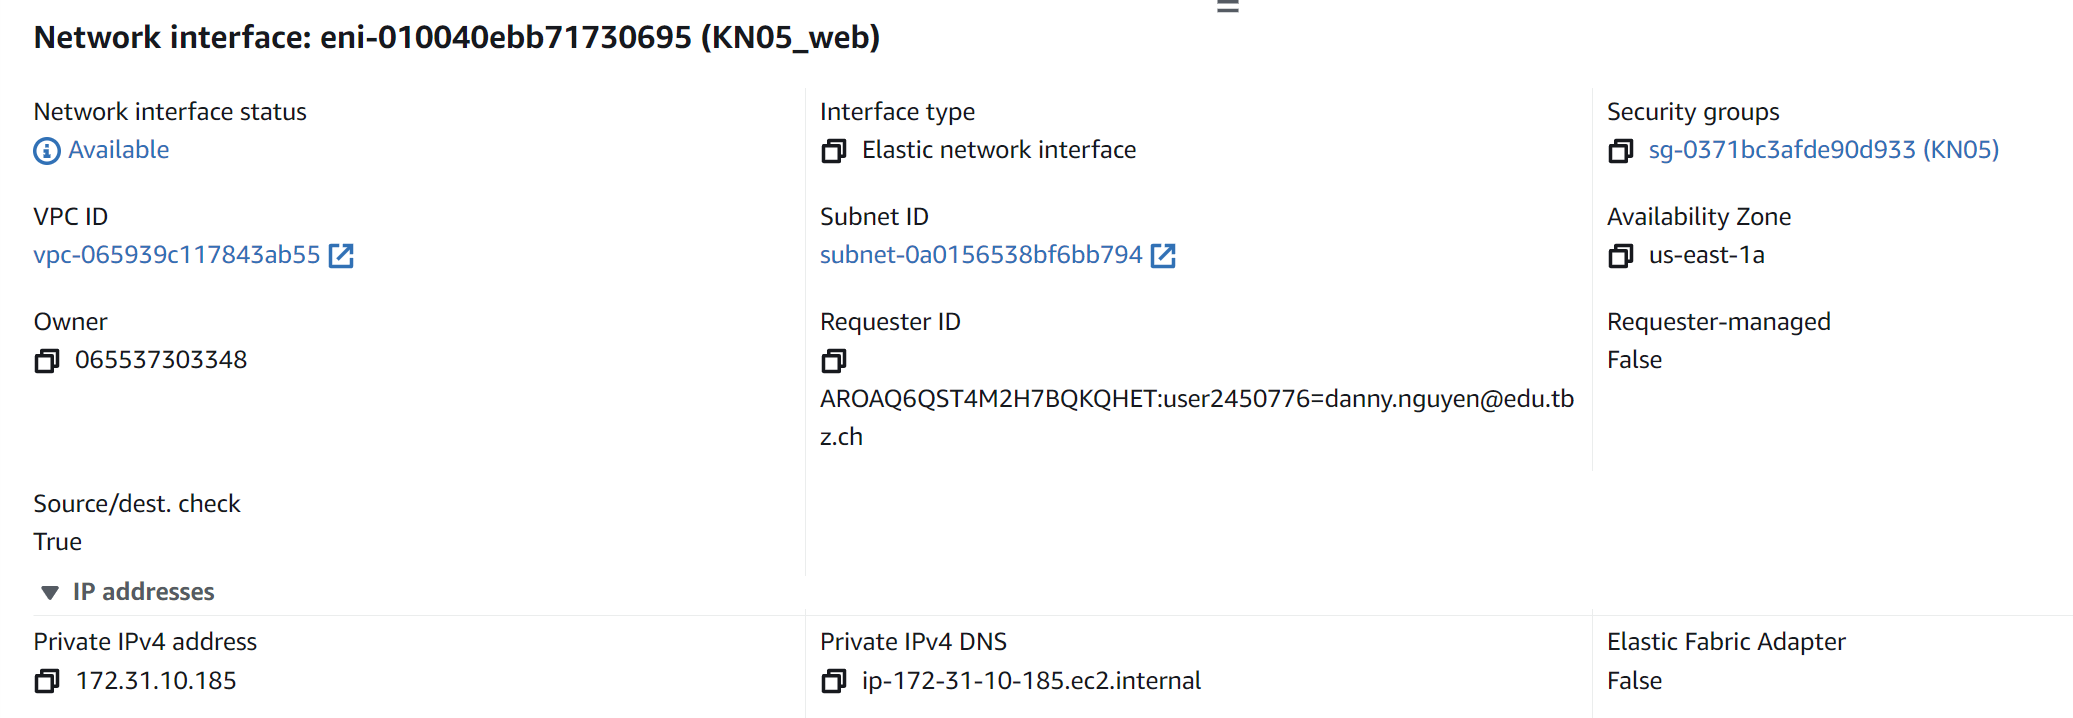 Network interface: eni-010040ebb71730695 (KN05_web)
Network interface status
Available
Interface type
Elastic network interface
Security groups
sg-0371bc3afde90d933 (KN05)
VPC ID
vpc-065939c117843ab55
Subnet ID
subnet-0a0156538bf6bb794
Availability Zone
us-east-1a
Owner
065537303348
Requester ID
AROAQ6QST4M2H7BQKQHET:user2450776=danny.nguyen@edu.tb
z.ch
Requester-managed
False
Source/dest. check
True
IP addresses
Private IPv4 address
172.31.10.185
Private IPv4 DNS
ip-172-31-10-185.ec2.internal
Elastic Fabric Adapter
False